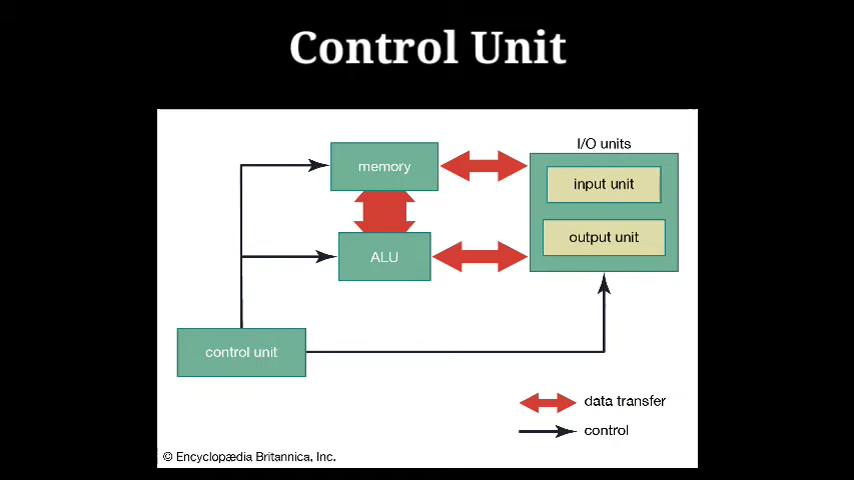 Control Unit
I/O units
memory
input unit
output unit
ALU
control unit
data transfer
control
© Encyclopædia Britannica, Inc.